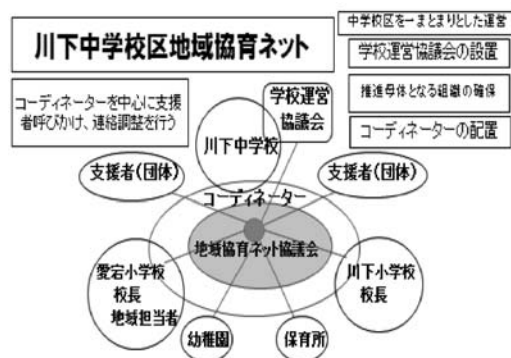 川下中学校区地域協育ネット
中学校区を一まとまりとした運営
学校運営協議会の設置
推進母体となる組織の確保
コーディネーターの配置
コーディネーターを中心に支援
者呼びかけ、連絡調整を行う
学校運営
協議会
川下中学校
支援者(団体)
支援者(団体)
コーディネーター
地域協育ネット協議会
愛宕小学校
校長
地域担当者
川下小学校
校長
幼稚園
保育所